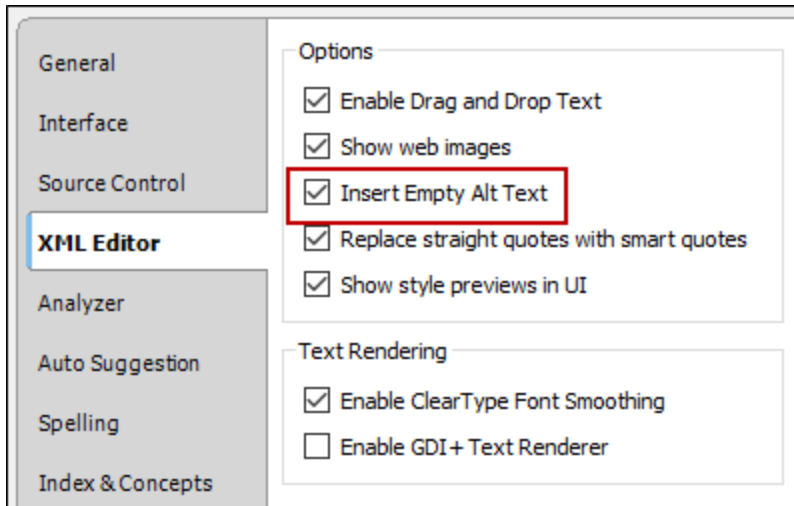 General
Interface
Source Control
XML Editor
Analyzer
Auto Suggestion
Spelling
Index & Concepts
Options
Enable Drag and Drop Text
Show web images
Insert Empty Alt Text
Replace straight quotes with smart quotes
Show style previews in UI
Text Rendering
Enable ClearType Font Smoothing
Enable GDI+ Text Renderer